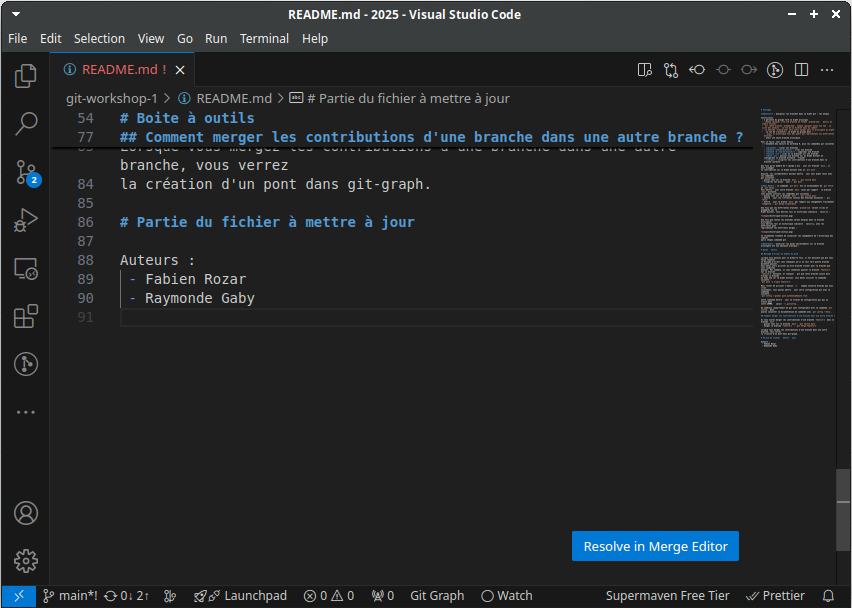 README.md - 2025 - Visual Studio Code
File Edit Selection View Go Run Terminal Help
README.md !
git-workshop-1 > README.md > # Partie du fichier à mettre à jour
54 # Boite à outils
77 ## Comment merger les contributions d'une branche dans une autre branche ?
83 Lorsque vous mergez les contributions d'une branche dans une autre
branche, vous verrez
84 la création d'un pont dans git-graph.
85
86 # Partie du fichier à mettre à jour
87
88 Auteurs :
89 - Fabien Rozar
90 - Raymonde Gaby
91
2
Resolve in Merge Editor
main*! 0↓ 2↑ Launchpad 0 0 0 Git Graph Watch Supermaven Free Tier Prettier